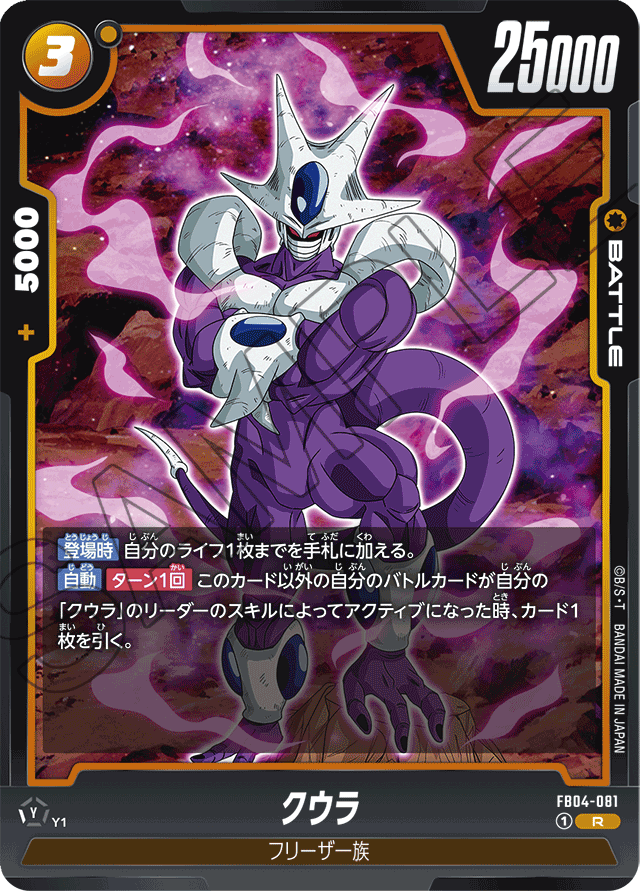 3
25000
+ 5000
BATTLE
SAMPLE
登場時 自分のライフ1枚までを手札に加える。
自動 ターン1回 このカード以外の自分のバトルカードが自分の
「クウラ」のリーダーのスキルによってアクティブになった時、カード1
枚を引く。
©B/S・T BANDAI MADE IN JAPAN
Y
Y1
クウラ
FB04-081
1 R
フリーザー族